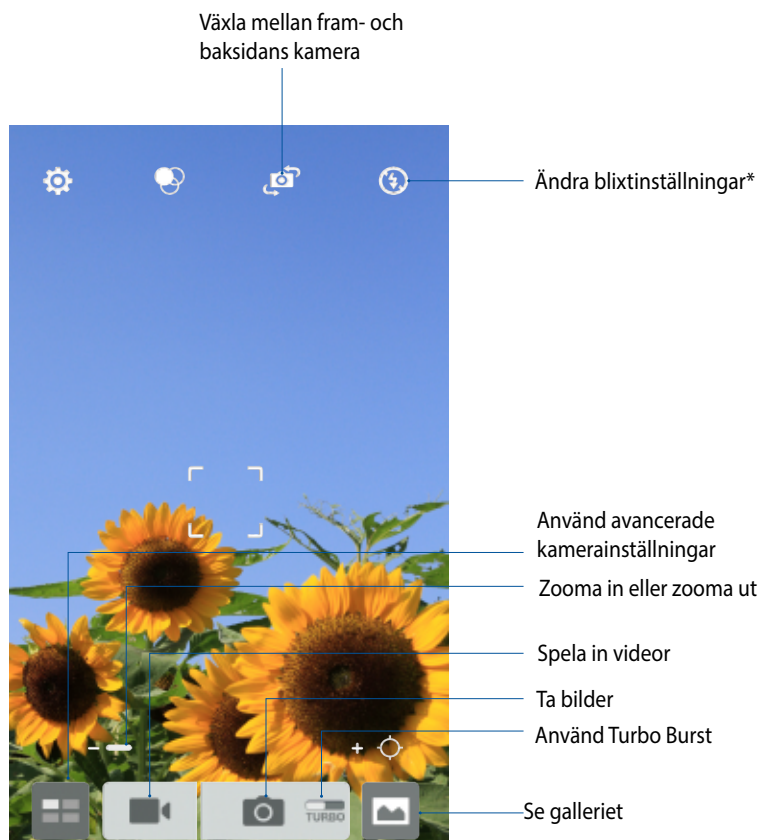 Växla mellan fram- och
baksidans kamera
Ändra blixtinställningar*
Använd avancerade
kamerainställningar
Zooma in eller zooma ut
Spela in videor
Ta bilder
Använd Turbo Burst
TURBO
Se galleriet